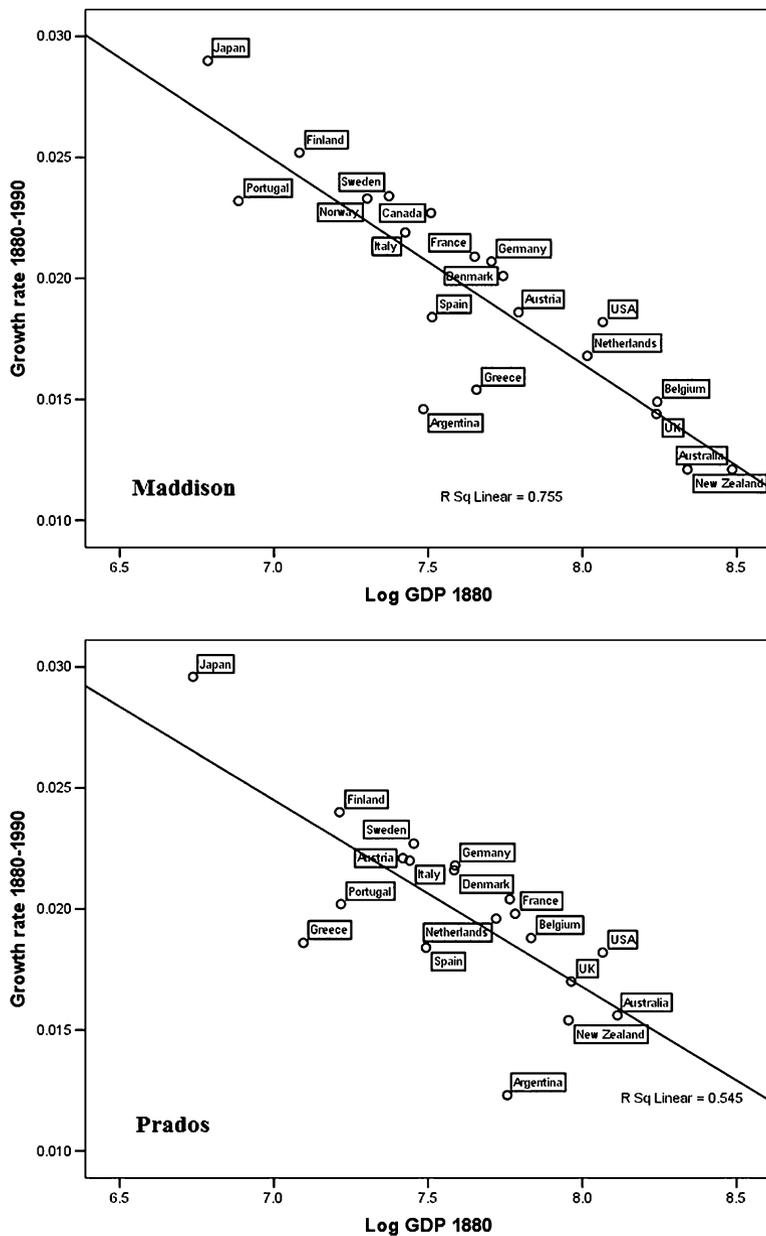 0.030
Japan
Finland
0.025
Portugal
Sweden
Norway
Canada
Italy
France
Germany
Growth rate 1880-1990
0.020
Denmark
Spain
Austria
USA
Netherlands
Greece
Belgium
0.015
Argentina
UK
Australia
New Zealand
Maddison
R Sq Linear = 0.755
0.010
6.5 7.0 7.5 8.0 8.5
Log GDP 1880
0.030
Japan
0.025
Finland
Sweden
Austria
Germany
Italy
Portugal
Denmark
France
Growth rate 1880-1990
0.020
Greece
Netherlands
Belgium
USA
Spain
UK
Australia
0.015
New Zealand
Argentina
R Sq Linear = 0.545
Prados
0.010
6.5 7.0 7.5 8.0 8.5
Log GDP 1880